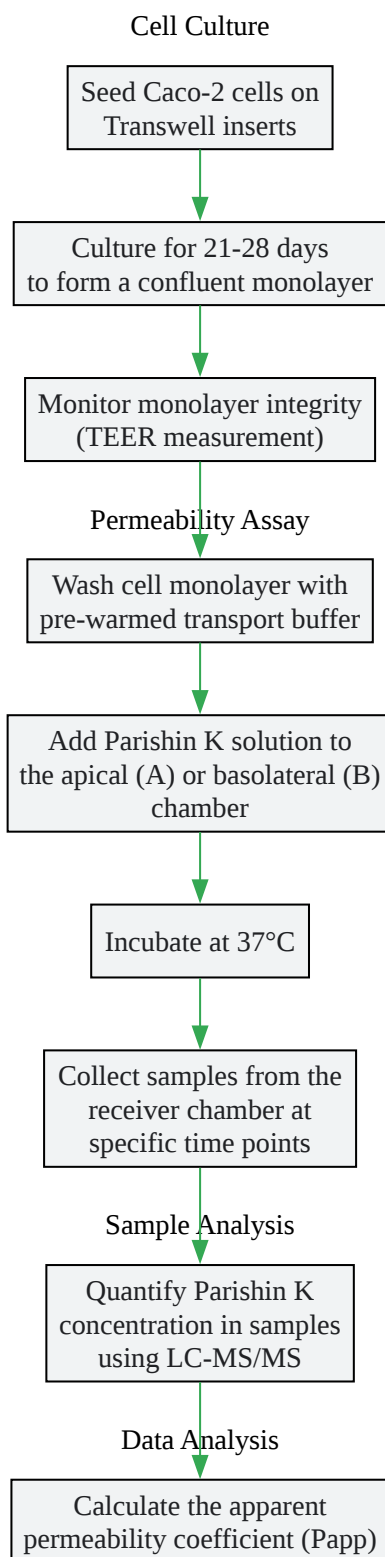 Cell Culture
Seed Caco-2 cells on
Transwell inserts
Culture for 21-28 days
to form a confluent monolayer
Monitor monolayer integrity
(TEER measurement)
Permeability Assay
Wash cell monolayer with
pre-warmed transport buffer
Add Parishin K solution to
the apical (A) or basolateral (B)
chamber
Incubate at 37°C
Collect samples from the
receiver chamber at
specific time points
Sample Analysis
Quantify Parishin K
concentration in samples
using LC-MS/MS
Data Analysis
Calculate the apparent
permeability coefficient (Papp)